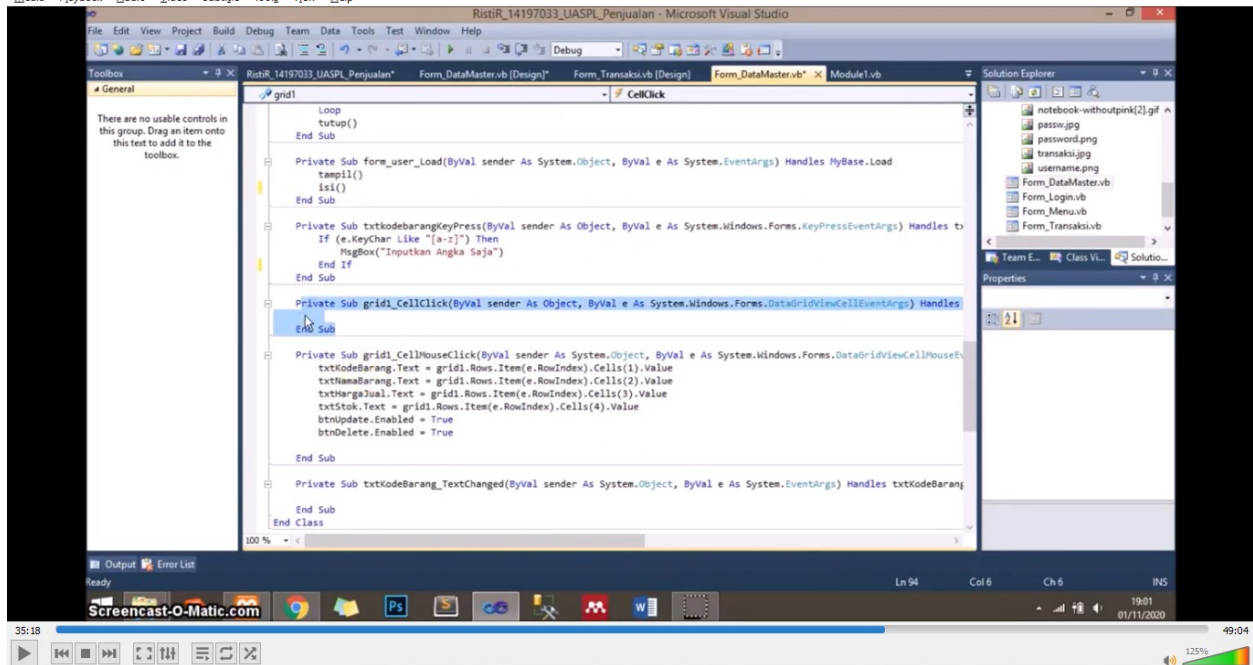 Media Playback Audio Video Subtitle Tools View Help
RistiR_14197033_UASPL_Penjualan - Microsoft Visual Studio
File Edit View Project Build Debug Team Data Tools Test Window Help
Debug
Toolbox
General
There are no usable controls in
this group. Drag an item onto
this text to add it to the
toolbox.
RistiR_14197033_UASPL_Penjualan* Form_DataMaster.vb [Design]* Form_Transaksi.vb [Design] Form_DataMaster.vb* Module1.vb
grid1 CellClick
Loop
tutup()
End Sub
Private Sub form_user_Load(ByVal sender As System.Object, ByVal e As System.EventArgs) Handles MyBase.Load
tampil()
isi()
End Sub
Private Sub txtkodebarangKeyPress(ByVal sender As Object, ByVal e As System.Windows.Forms.KeyPressEventArgs) Handles
If (e.KeyChar Like "[a-z]") Then
MsgBox("Inputkan Angka Saja")
End If
End Sub
Private Sub grid1_CellClick(ByVal sender As Object, ByVal e As System.Windows.Forms.DataGridViewCellEventArgs) Handles
End Sub
Private Sub grid1_CellMouseClick(ByVal sender As System.Object, ByVal e As System.Windows.Forms.DataGridViewCellMouseEv
txtKodeBarang.Text = grid1.Rows.Item(e.RowIndex).Cells(1).Value
txtNamaBarang.Text = grid1.Rows.Item(e.RowIndex).Cells(2).Value
txtHargaJual.Text = grid1.Rows.Item(e.RowIndex).Cells(3).Value
txtStok.Text = grid1.Rows.Item(e.RowIndex).Cells(4).Value
btnUpdate.Enabled = True
btnDelete.Enabled = True
End Sub
Private Sub txtKodeBarang_TextChanged(ByVal sender As System.Object, ByVal e As System.EventArgs) Handles txtKodeBarang
End Sub
End Class
100 %
Solution Explorer
notebook-withoutpink[2].gif
passw.jpg
password.png
transaksi.jpg
username.png
Form_DataMaster.vb
Form_Login.vb
Form_Menu.vb
Form_Transaksi.vb
Team E... Class Vi... Solutio...
Properties
Output Error List
Ready Ln 94 Col 6 Ch 6 INS
Screencast-O-Matic.com
Ps S W
19:01
01/11/2020
35:18 49:04
125%